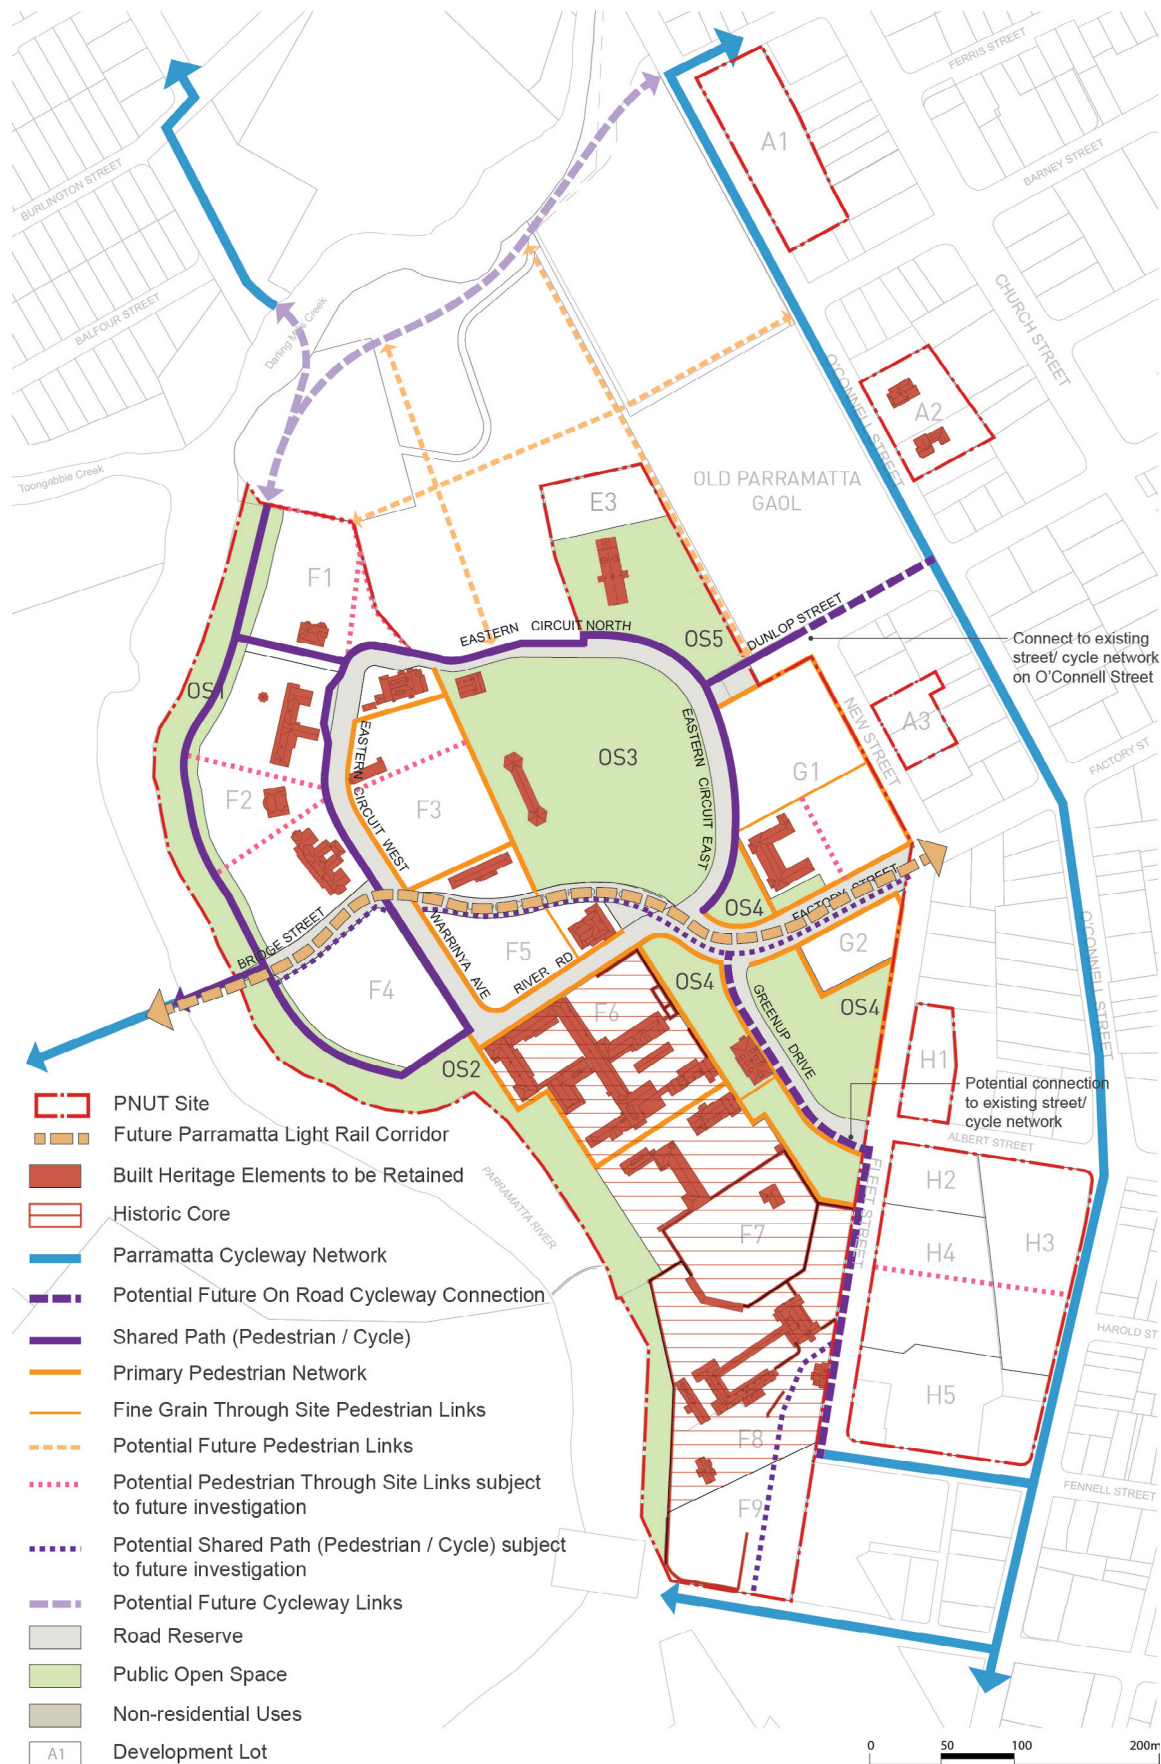 FERRIS STREET
A1
BARNEY STREET
BURLINGTON STREET
CHURCH STREET
BALFOUR STREET
Darling Mills Creek
O'CONNELL STREET
A2
Toongabbie Creek
OLD PARRAMATTA
GAOL
E3
F1
DUNLOP STREET
EASTERN CIRCUIT NORTH
OS5
Connect to existing
street/ cycle network
on O'Connell Street
OS1
NEW STREET
A3
FACTORY ST
EASTERN CIRCUIT WEST
OS3
EASTERN CIRCUIT EAST
G1
F2
F3
FACTORY STREET
OS4
BRIDGE STREET
WARRINYA AVE
F5
RIVER RD
G2
O'CONNELL STREET
F4
OS4
GREENUP DRIVE
OS4
F6
OS2
H1
Potential connection
to existing street/
cycle network
ALBERT STREET
PARRAMATTA RIVER
FLEET STREET
H2
F7
H4
H3
HAROLD ST
H5
F8
FENNELL STREET
F9
PNUT Site
Future Parramatta Light Rail Corridor
Built Heritage Elements to be Retained
Historic Core
Parramatta Cycleway Network
Potential Future On Road Cycleway Connection
Shared Path (Pedestrian / Cycle)
Primary Pedestrian Network
Fine Grain Through Site Pedestrian Links
Potential Future Pedestrian Links
Potential Pedestrian Through Site Links subject
to future investigation
Potential Shared Path (Pedestrian / Cycle) subject
to future investigation
Potential Future Cycleway Links
Road Reserve
Public Open Space
Non-residential Uses
A1 Development Lot
0 50 100 200m